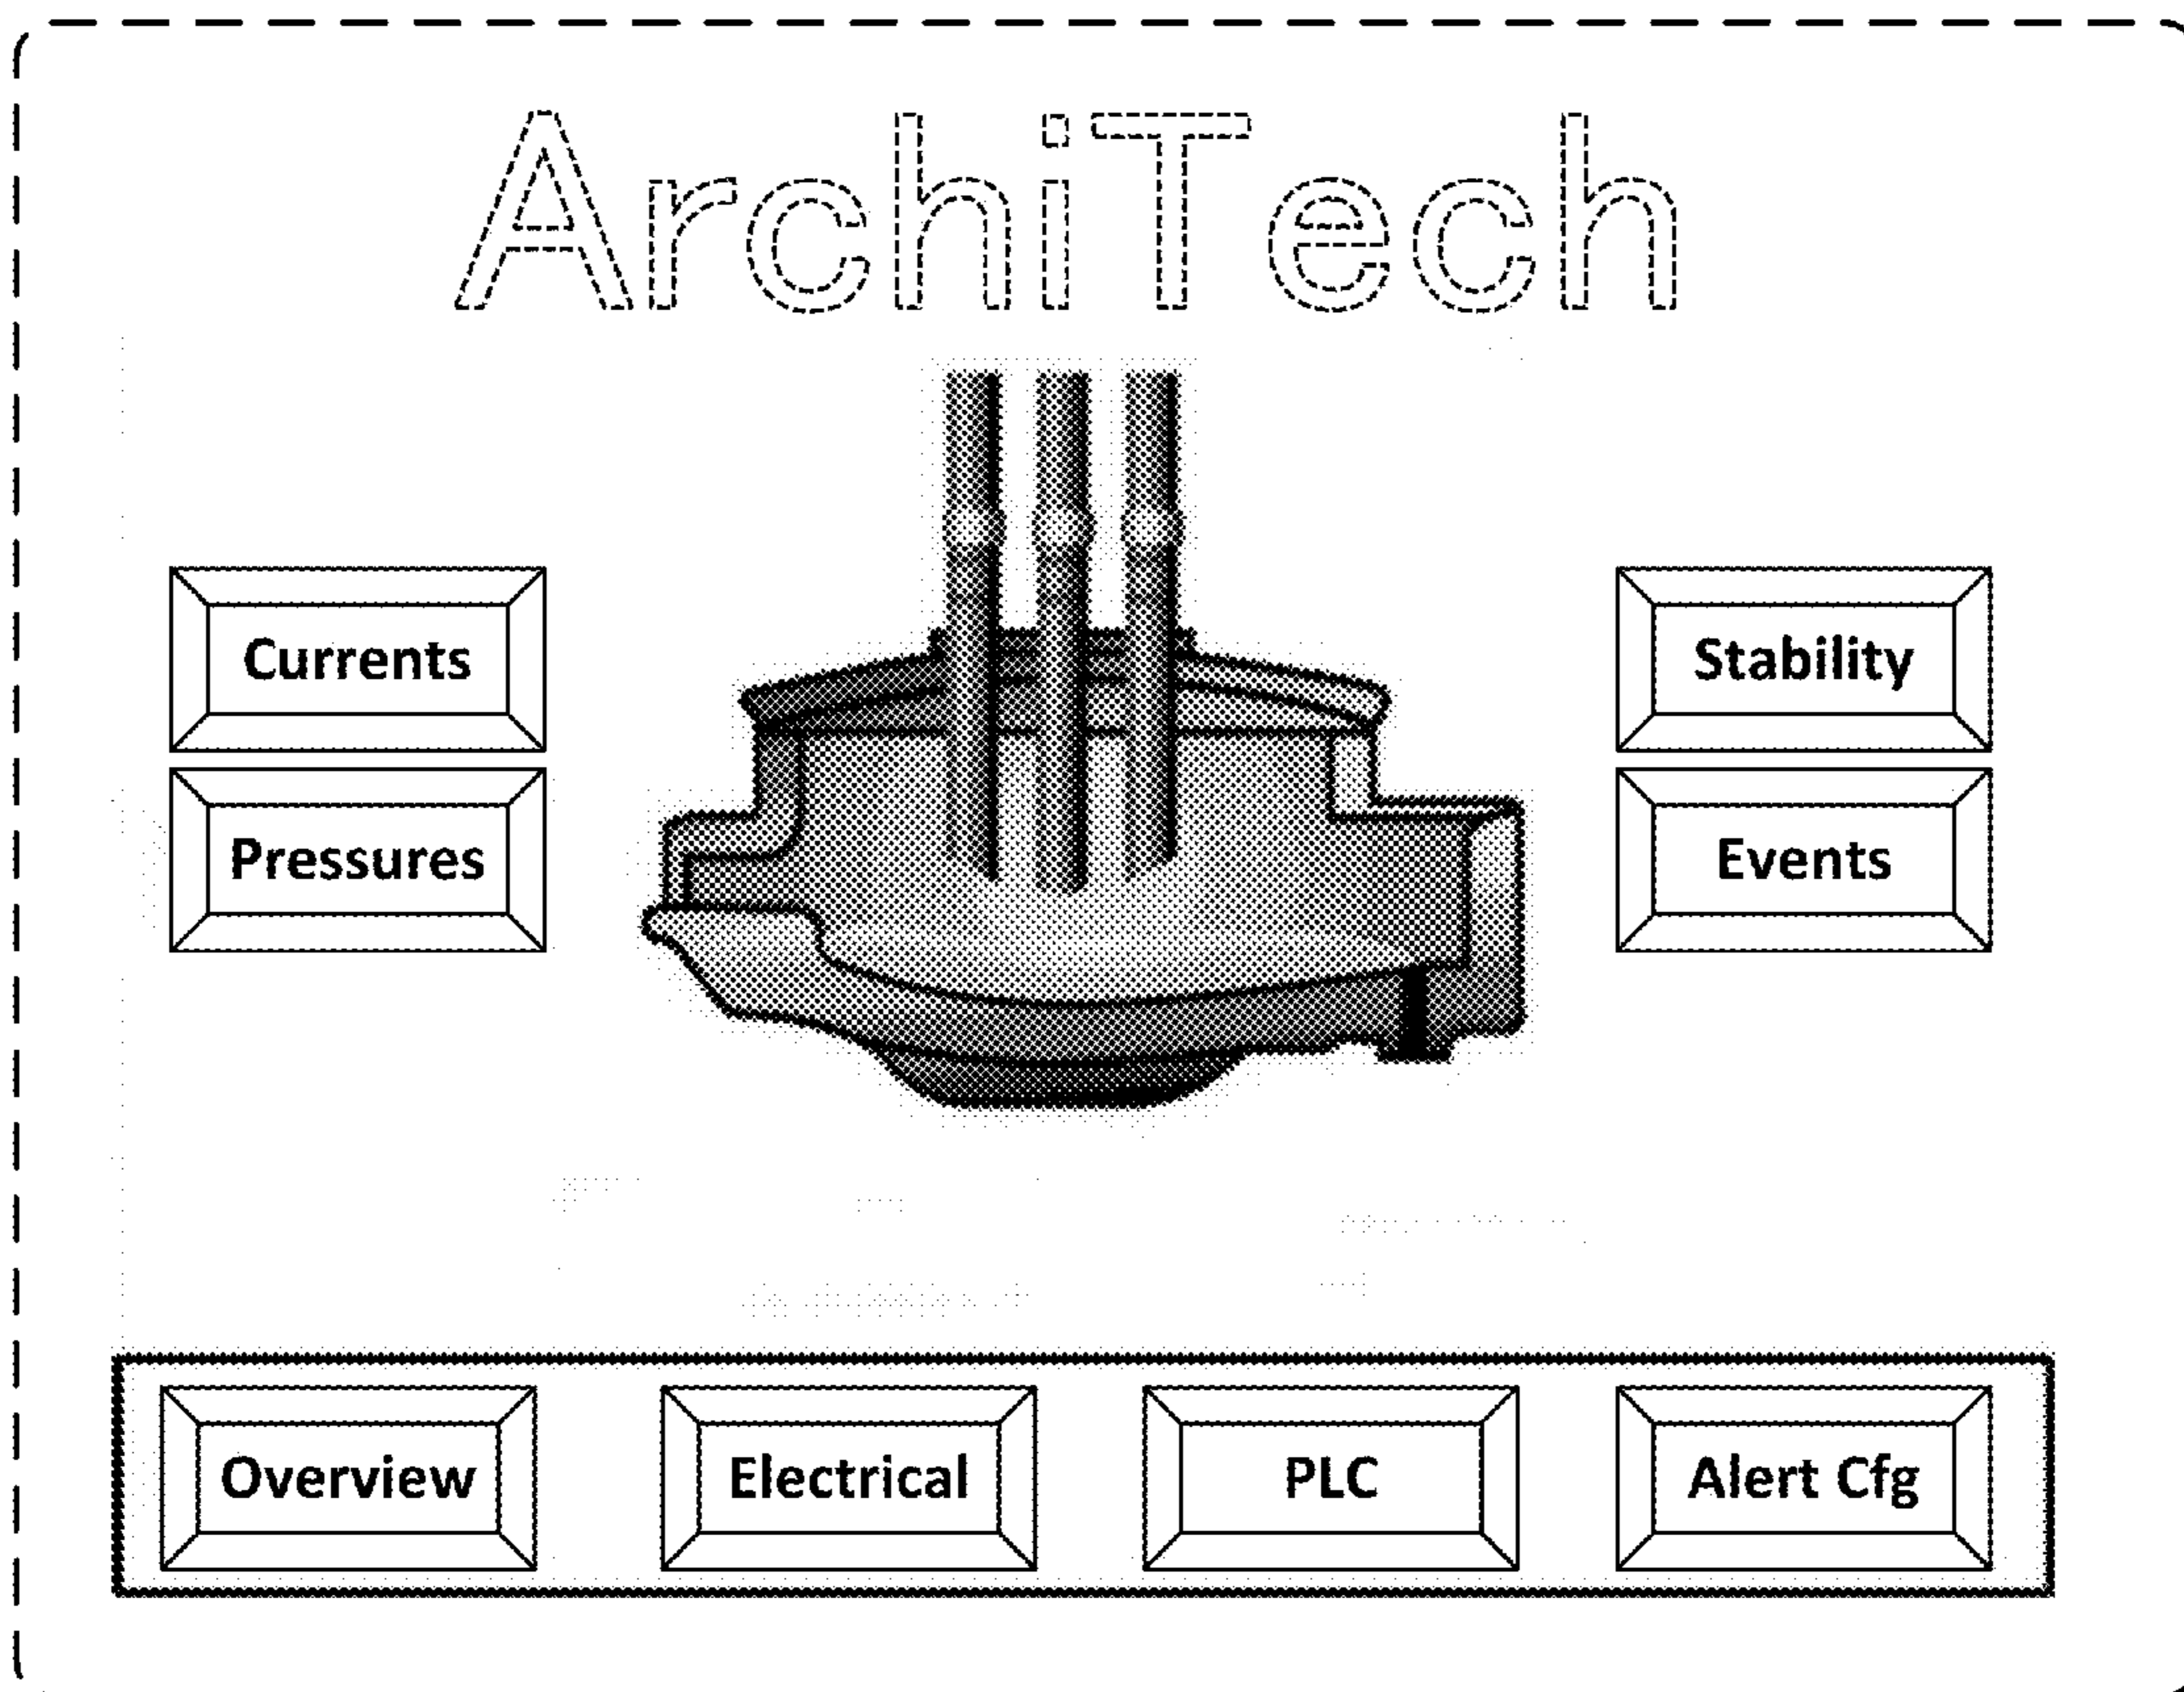 ArchiTech
Currents
Stability
Pressures
Events
Overview
Electrical
PLC
Alert Cfg